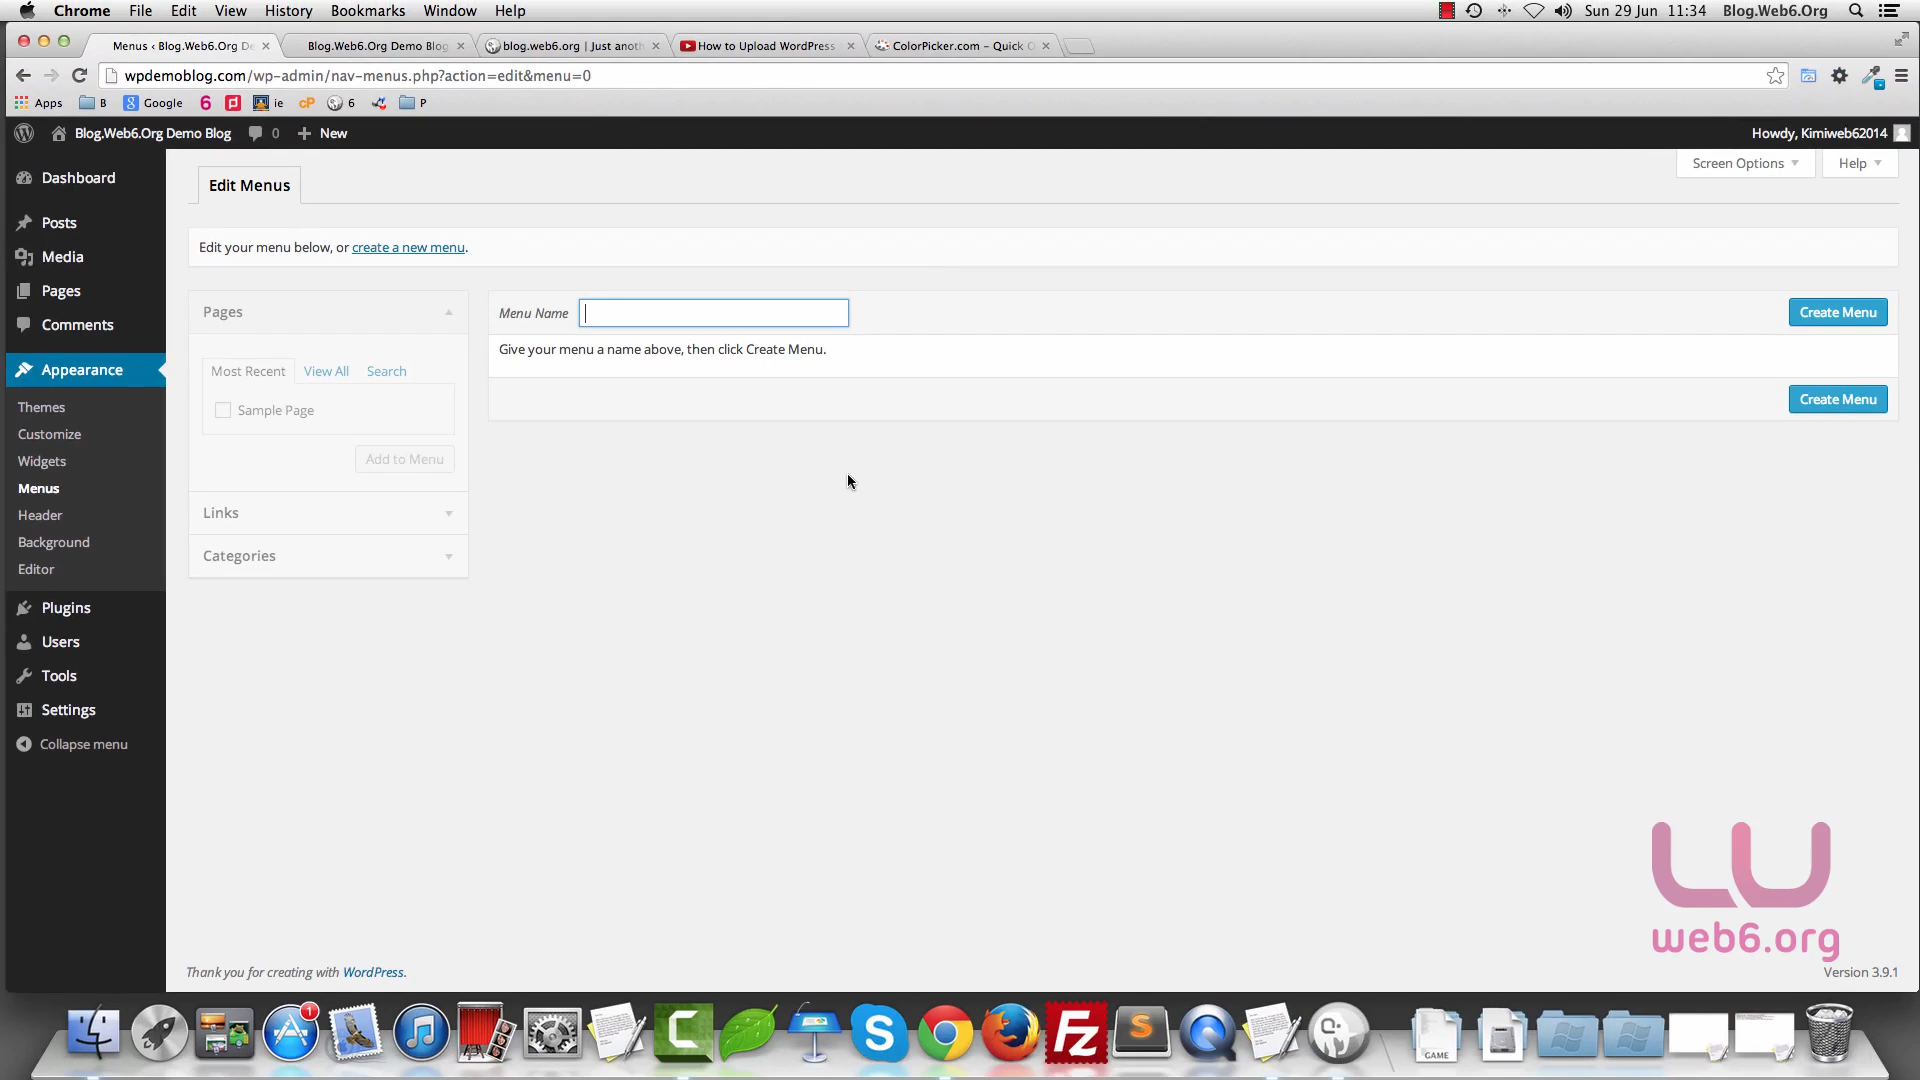 Chrome File Edit View History Bookmarks Window Help Sun 29 Jun 11:34 Blog.Web6.Org
Menus ‹ Blog.Web6.Org De Blog.Web6.Org Demo Blog blog.web6.org | Just anot How to Upload WordPress ColorPicker.com – Quick O
wpdemoblog.com/wp-admin/nav-menus.php?action=edit&menu=0
Apps B Google 6 ie cP 6 P
Blog.Web6.Org Demo Blog 0 + New Howdy, Kimiweb62014
Screen Options Help
Edit Menus
Dashboard
Posts
Media
Pages
Comments
Appearance
Themes
Customize
Widgets
Menus
Header
Background
Editor
Plugins
Users
Tools
Settings
Collapse menu
Edit your menu below, or create a new menu.
Pages
Most Recent View All Search
Sample Page
Add to Menu
Links
Categories
Menu Name Create Menu
Give your menu a name above, then click Create Menu.
Create Menu
web6.org
Thank you for creating with WordPress. Version 3.9.1
1
GAME